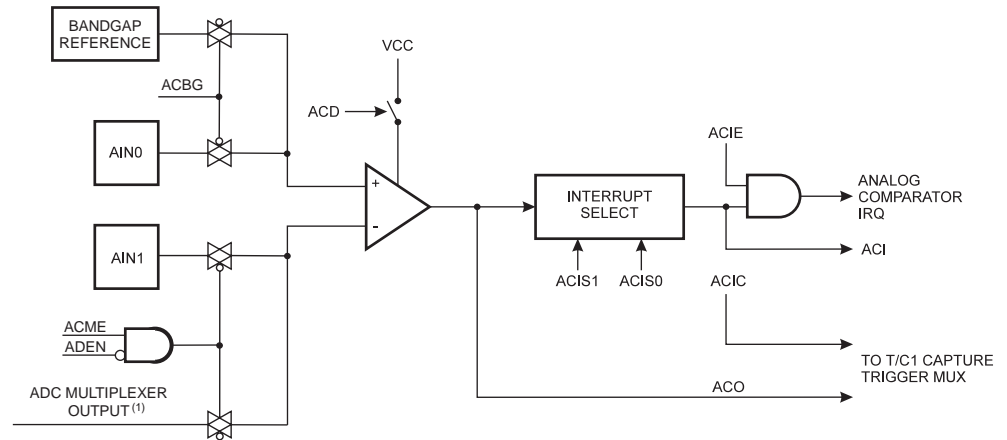 BANDGAP
REFERENCE
VCC
ACBG
ACD
AIN0
ACIE
+
INTERRUPT
SELECT
ANALOG
COMPARATOR
IRQ
-
AIN1
ACI
ACIS1 ACIS0
ACIC
ACME
ADEN
TO T/C1 CAPTURE
TRIGGER MUX
ADC MULTIPLEXER
OUTPUT (1)
ACO